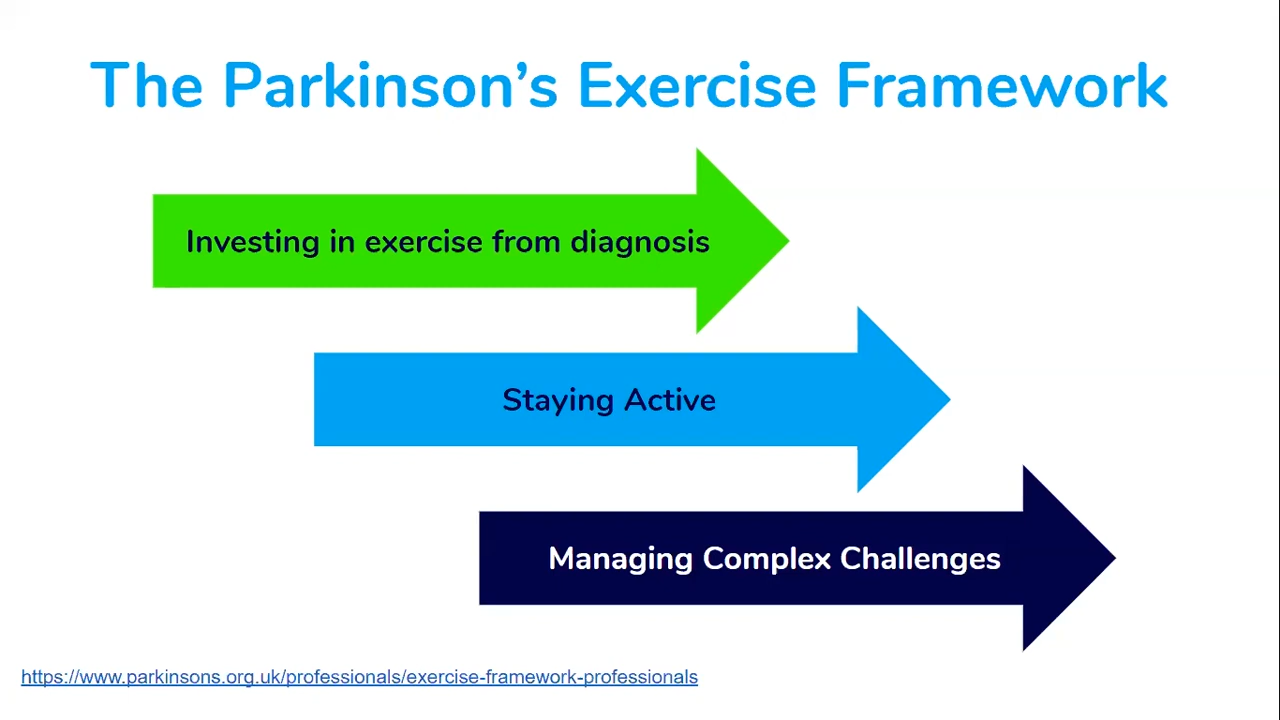 The Parkinson’s Exercise Framework
Investing in exercise from diagnosis
Staying Active
Managing Complex Challenges
https://www.parkinsons.org.uk/professionals/exercise-framework-professionals